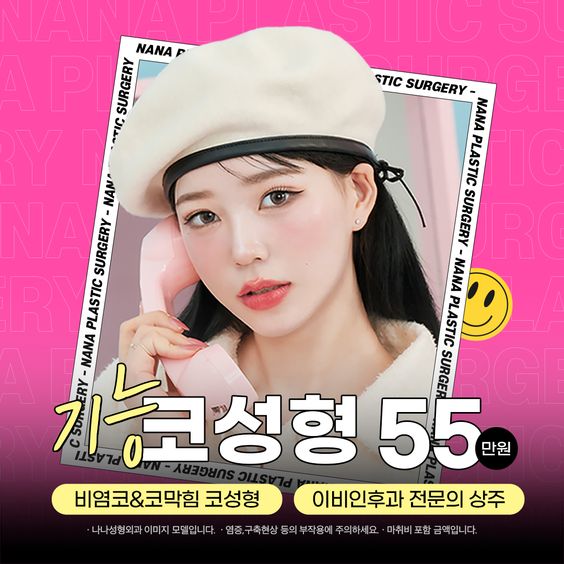 NANA PLASTIC SURGERY
NANA PLASTIC SURGERY - NANA PLASTIC SURGERY - NANA PLASTIC SURGERY
기능코성형 55만원
비염코&코막힘 코성형
이비인후과 전문의 상주
· 나나성형외과 이미지 모델입니다. · 염증,구축현상 등의 부작용에 주의하세요. · 마취비 포함 금액입니다.